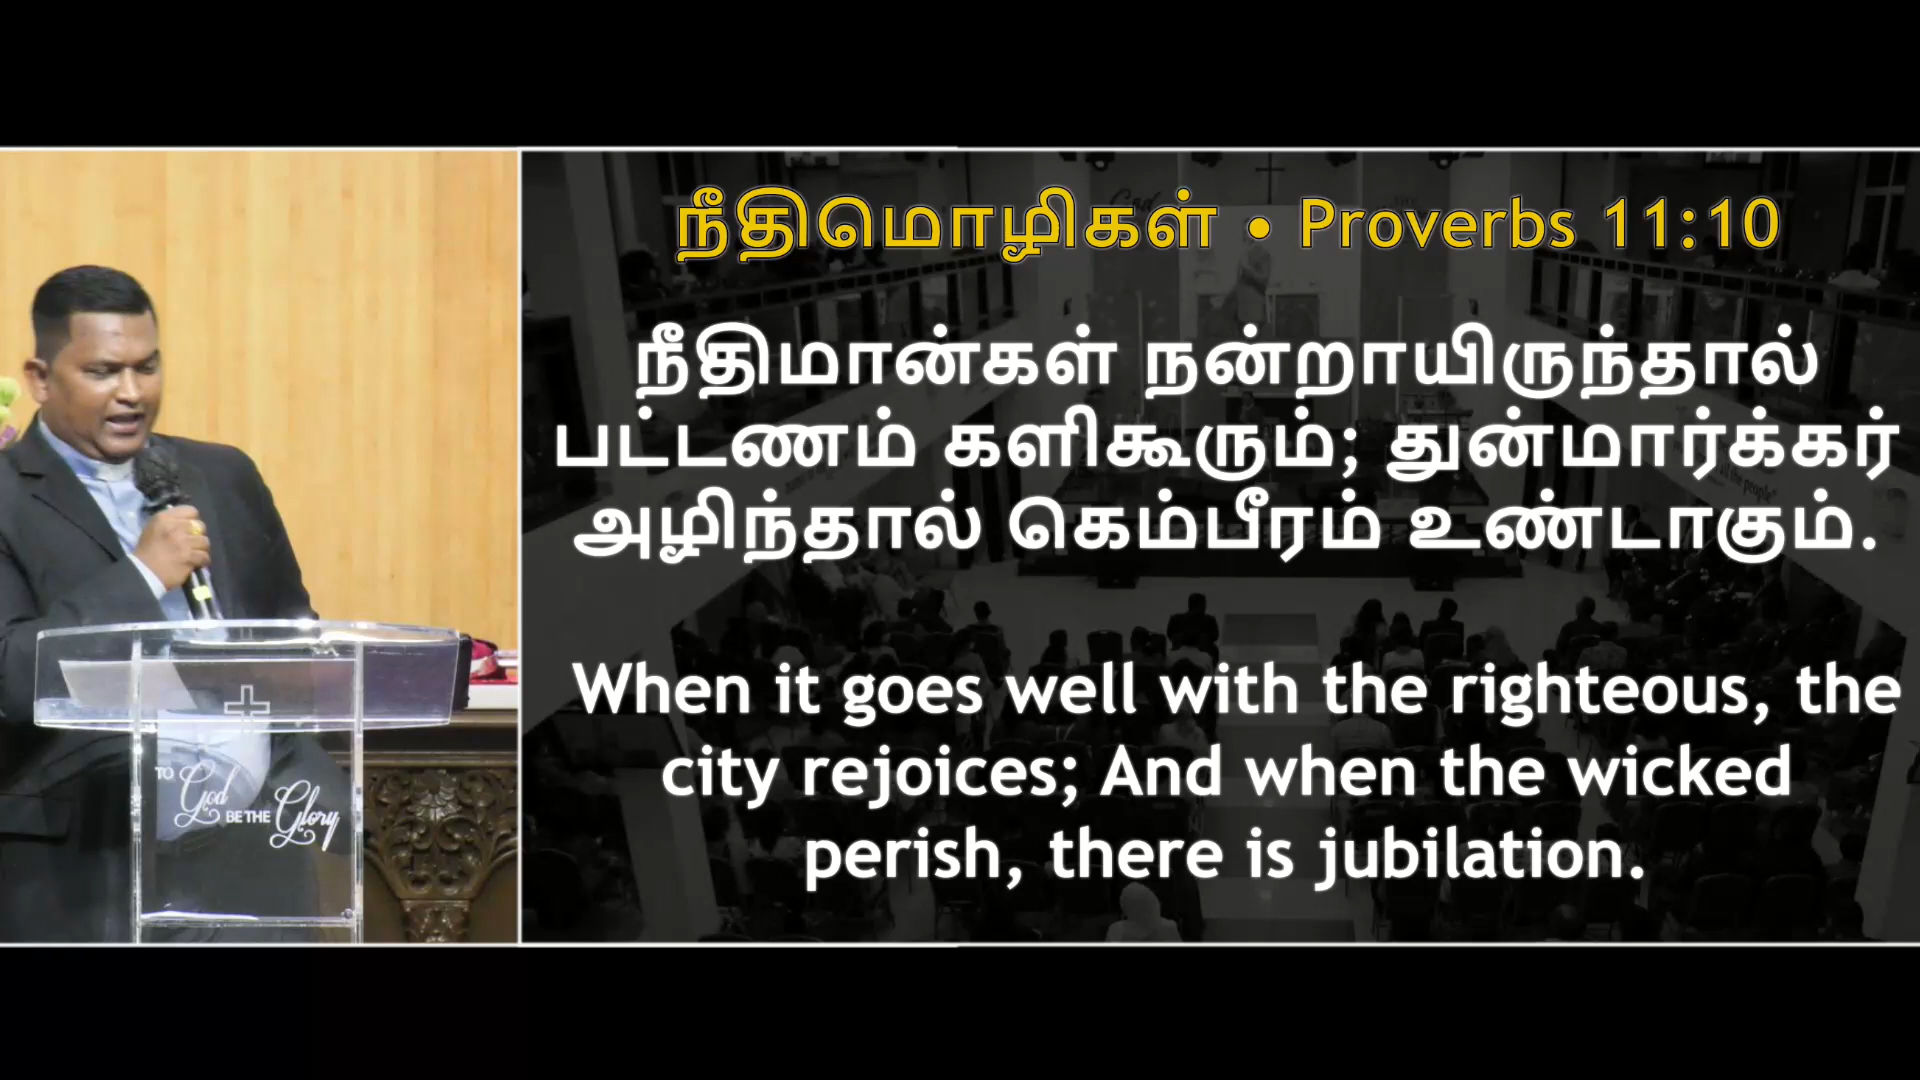 நீதிமொழிகள் • Proverbs 11:10
நீதிமான்கள் நன்றாயிருந்தால்
பட்டணம் களிகூரும்; துன்மார்க்கர்
அழிந்தால் கெம்பீரம் உண்டாகும்.
When it goes well with the righteous, the
city rejoices; And when the wicked
perish, there is jubilation.
TO God
BE THE Glory